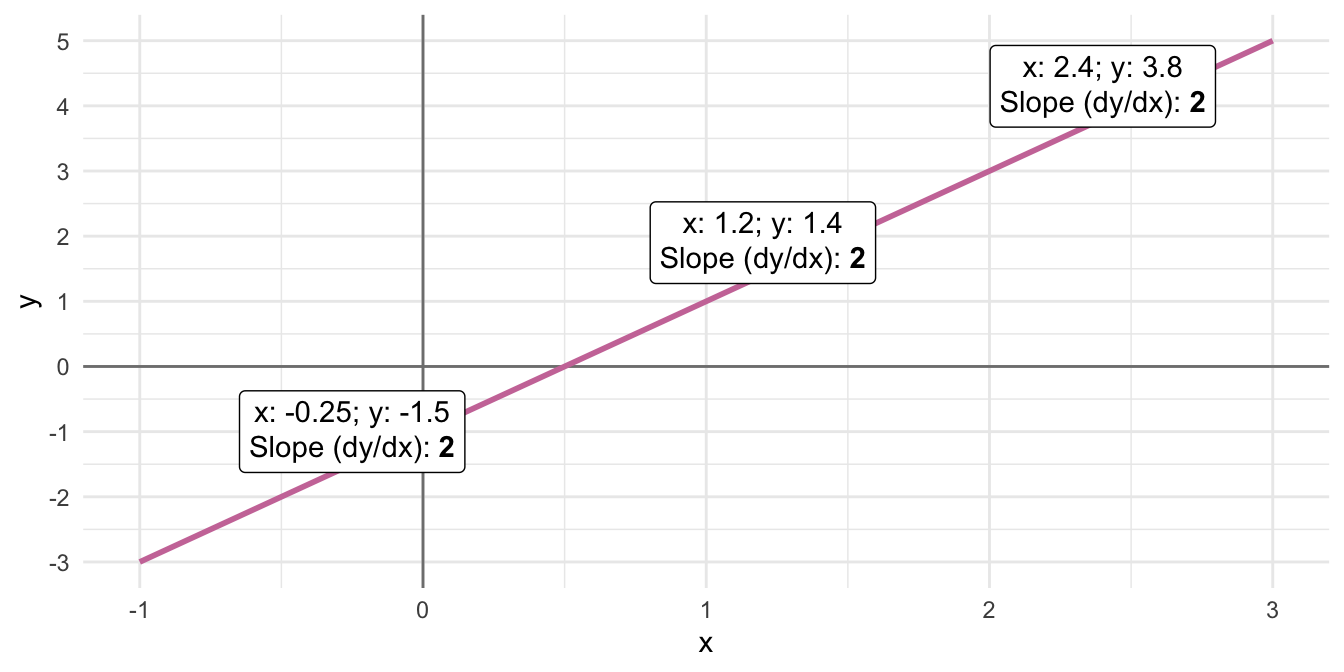 5
x: 2.4; y: 3.8
Slope (dy/dx): 2
4
3
x: 1.2; y: 1.4
Slope (dy/dx): 2
2
y
1
0
x: -0.25; y: -1.5
Slope (dy/dx): 2
-1
-2
-3
-1 0 1 2 3
x